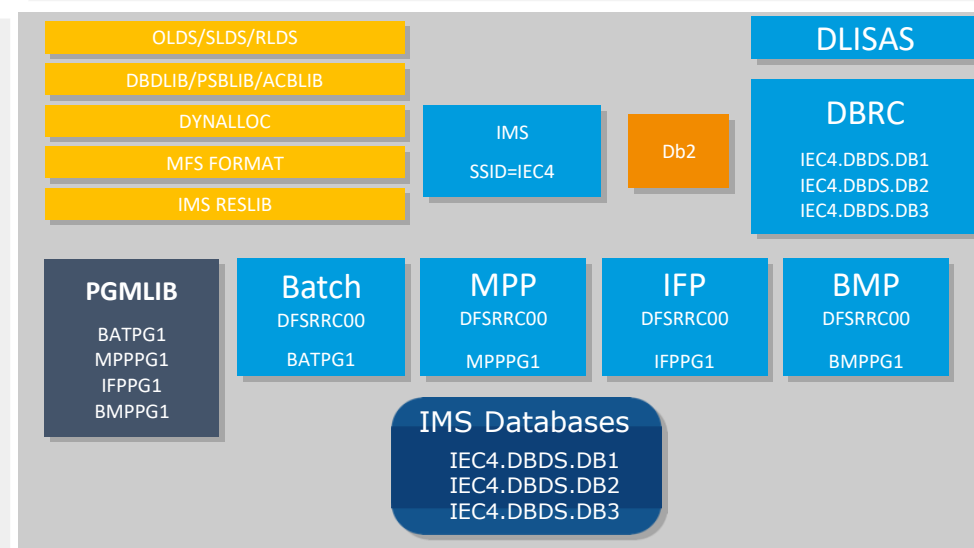 OLDS/SLDS/RLDS
DBDLIB/PSBLIB/ACBLIB
DYNALLOC
MFS FORMAT
IMS RESLIB
IMS
SSID=IEC4
Db2
DLISAS
DBRC
IEC4.DBDS.DB1
IEC4.DBDS.DB2
IEC4.DBDS.DB3
PGMLIB
BATPG1
MPPPG1
IFPPG1
BMPPG1
Batch
DFSRRC00
BATPG1
MPP
DFSRRC00
MPPPG1
IFP
DFSRRC00
IFPPG1
BMP
DFSRRC00
BMPPG1
IMS Databases
IEC4.DBDS.DB1
IEC4.DBDS.DB2
IEC4.DBDS.DB3